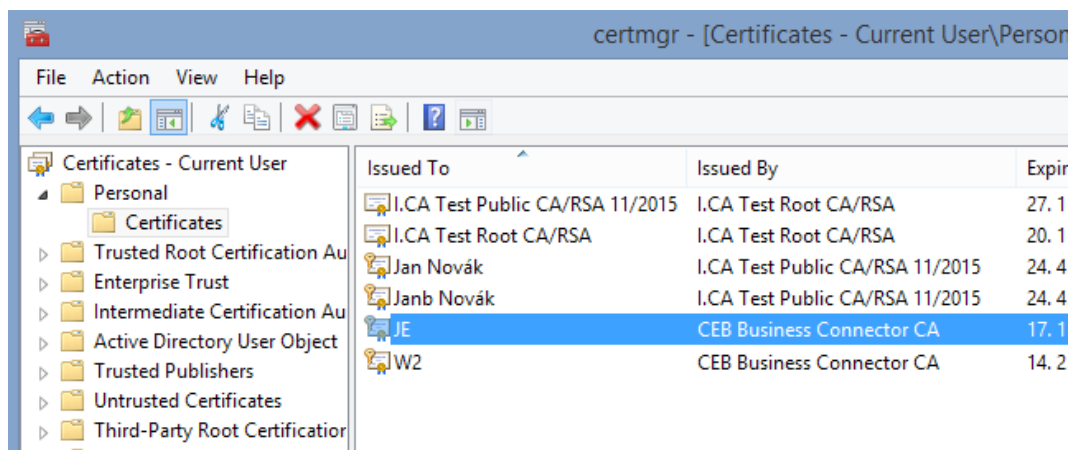 certmgr - [Certificates - Current User\Person
File Action View Help
Certificates - Current User
Personal
Certificates
Trusted Root Certification Au
Enterprise Trust
Intermediate Certification Au
Active Directory User Object
Trusted Publishers
Untrusted Certificates
Third-Party Root Certification
Issued To Issued By Expir
I.CA Test Public CA/RSA 11/2015 I.CA Test Root CA/RSA 27. 1
I.CA Test Root CA/RSA I.CA Test Root CA/RSA 20. 1
Jan Novák I.CA Test Public CA/RSA 11/2015 24. 4
Janb Novák I.CA Test Public CA/RSA 11/2015 24. 4
JE CEB Business Connector CA 17. 1
W2 CEB Business Connector CA 14. 2